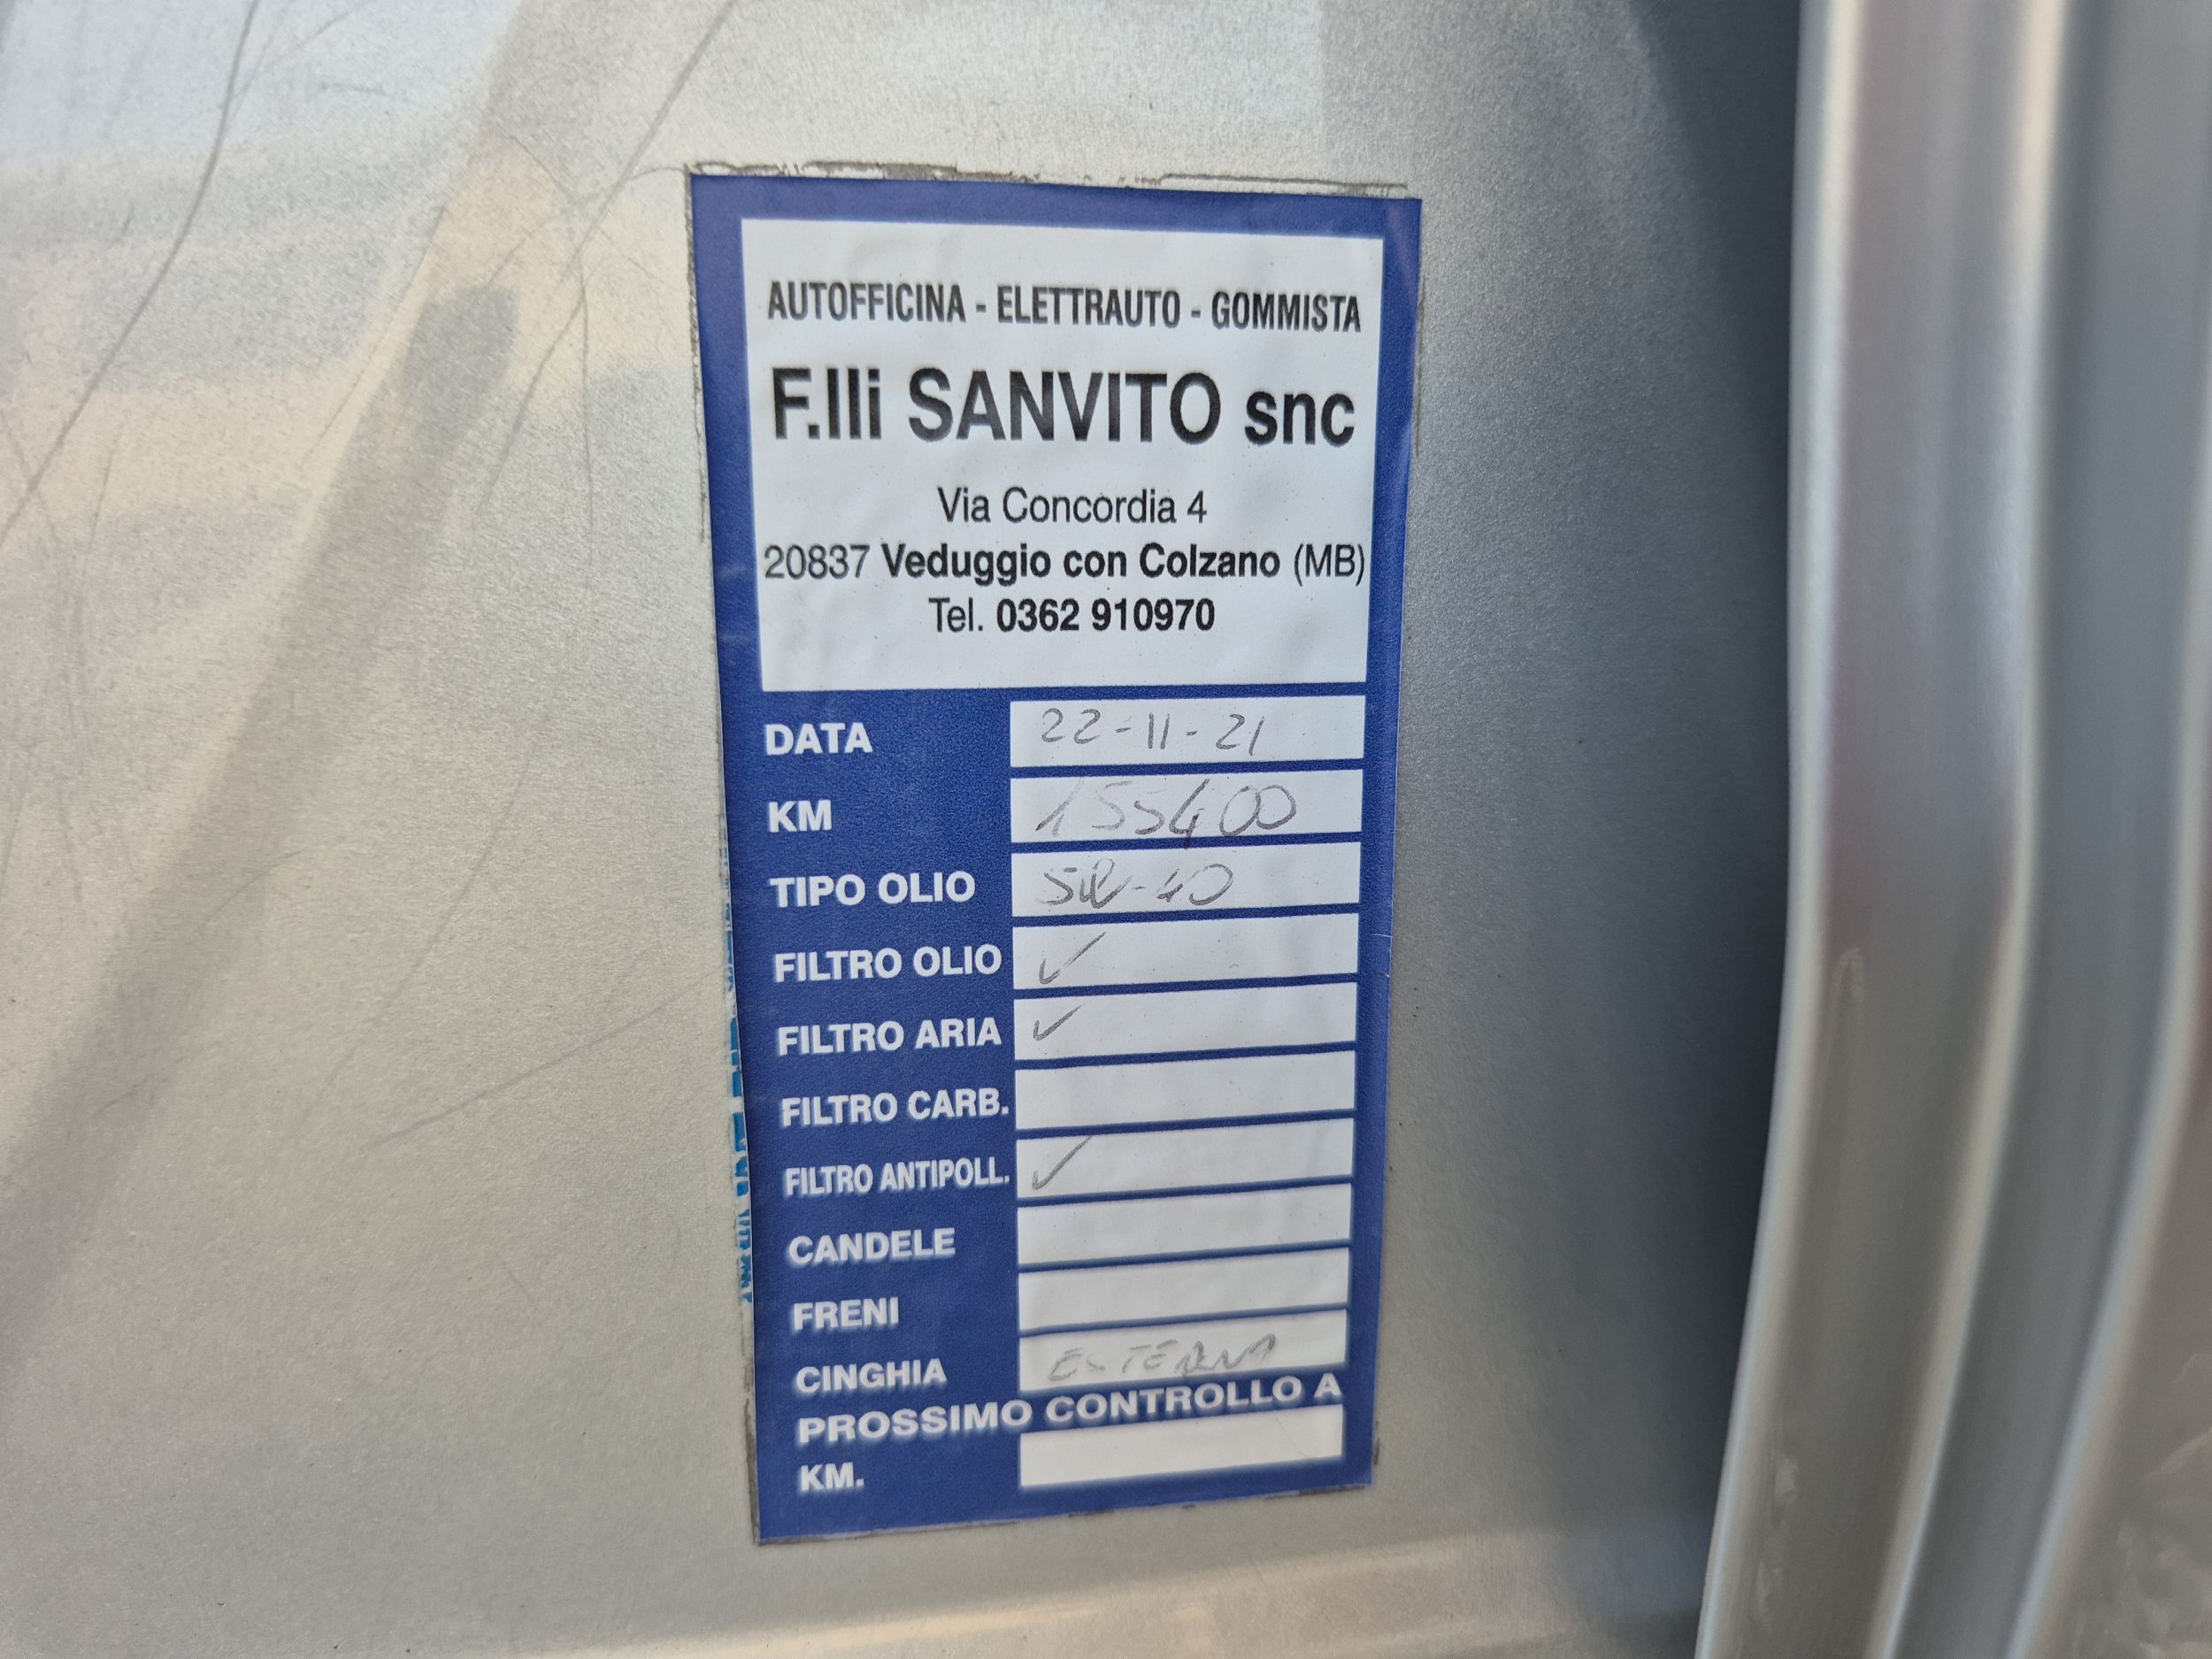 AUTOFFICINA - ELETTRAUTO - GOMMISTA
F.lli SANVITO snc
Via Concordia 4
20837 Veduggio con Colzano (MB)
Tel. 0362 910970
DATA 22-11-21
KM 155400
TIPO OLIO 5W-40
FILTRO OLIO ✓
FILTRO ARIA ✓
FILTRO CARB.
FILTRO ANTIPOLL. ✓
CANDELE
FRENI
CINGHIA ESTERNA
PROSSIMO CONTROLLO A
KM.